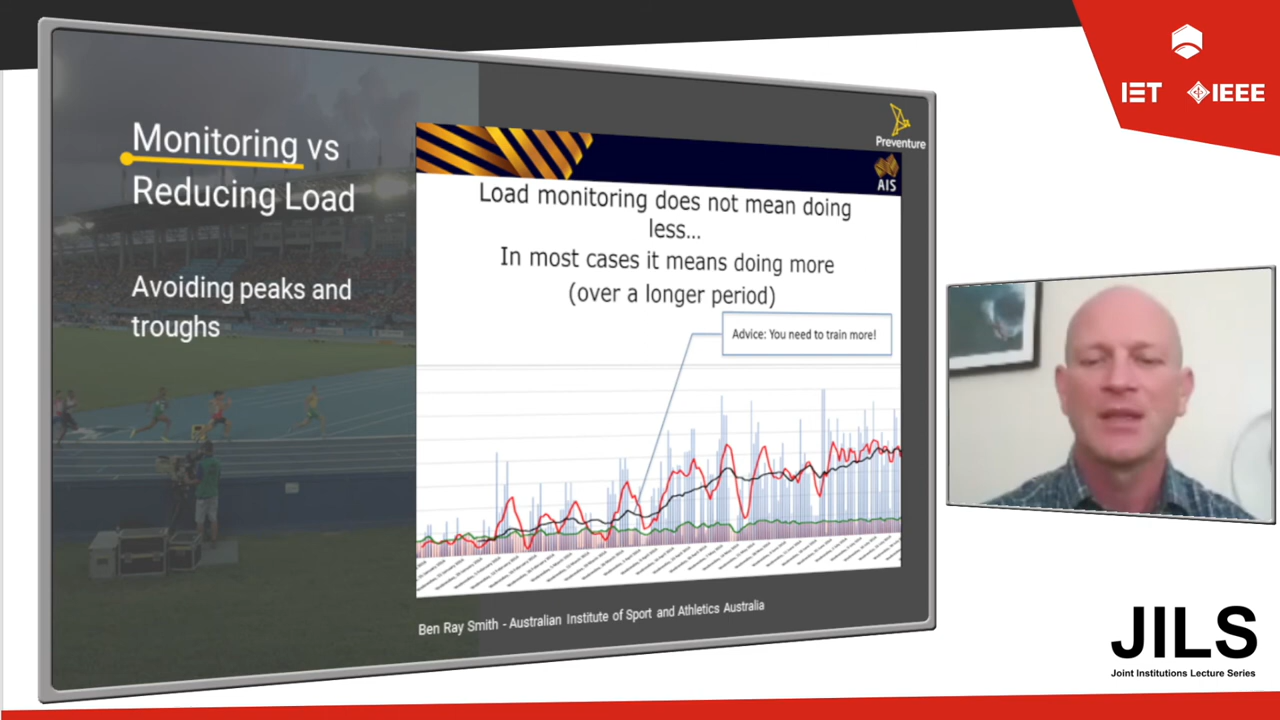 Monitoring vs
Reducing Load
Avoiding peaks and
troughs
Preventure
AIS
Load monitoring does not mean doing
less...
In most cases it means doing more
(over a longer period)
Advice: You need to train more!
Ben Ray Smith - Australian Institute of Sport and Athletics Australia
IET
IEEE
JILS
Joint Institutions Lecture Series